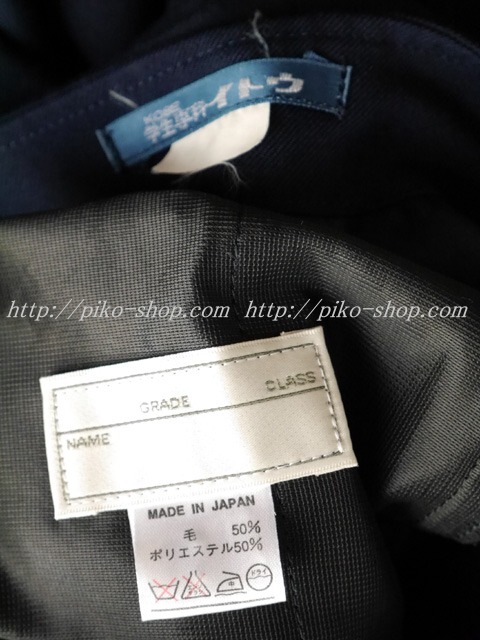 KOBE
学生服のイトウ
http://piko-shop.com http://piko-shop.com
GRADE CLASS
NAME
MADE IN JAPAN
毛 50%
ポリエステル50%
ドライ